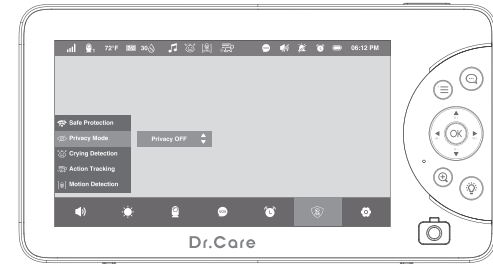 72°F 30 06:12 PM
Safe Protection
Privacy Mode Privacy OFF
Crying Detection
Action Tracking
Motion Detection
OK
Dr.Care